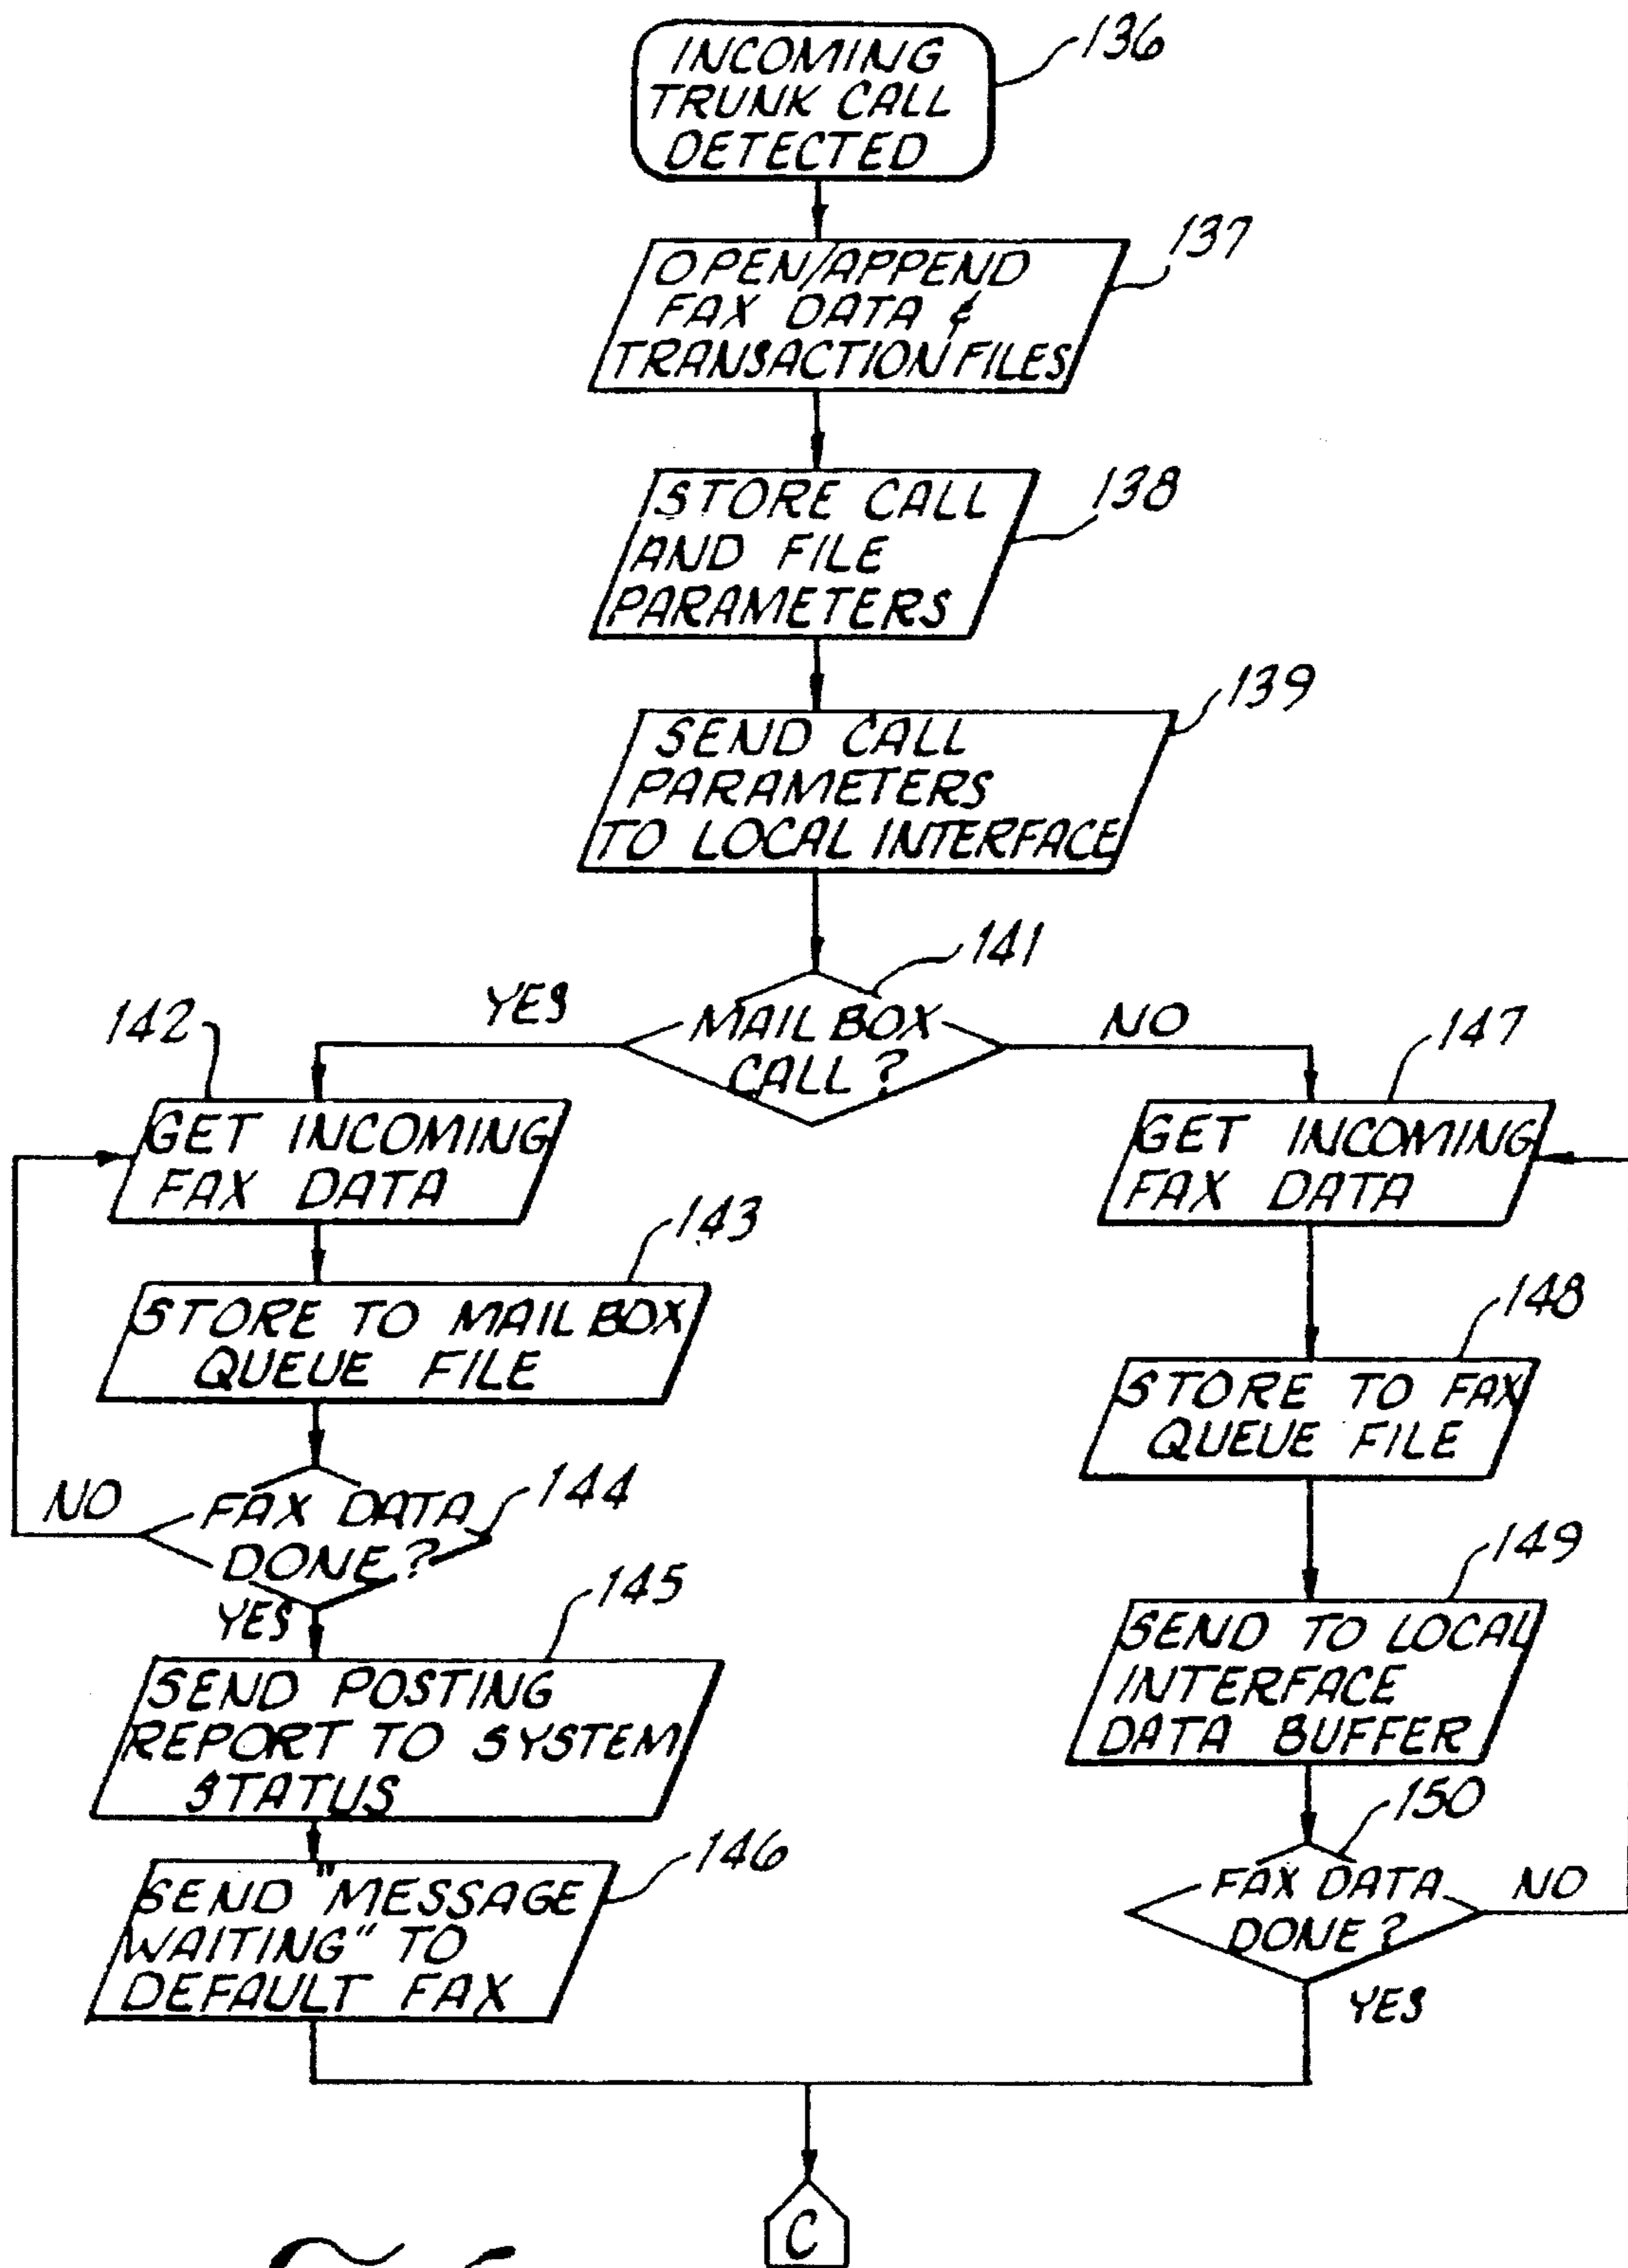 INCOMING
TRUNK CALL
DETECTED
136
OPEN/APPEND
FAX DATA &
TRANSACTION FILES
137
STORE CALL
AND FILE
PARAMETERS
138
SEND CALL
PARAMETERS
TO LOCAL INTERFACE
139
MAIL BOX
CALL?
141
YES
NO
142
GET INCOMING
FAX DATA
143
STORE TO MAIL BOX
QUEUE FILE
144
FAX DATA
DONE?
NO
YES
145
SEND POSTING
REPORT TO SYSTEM
STATUS
146
SEND "MESSAGE
WAITING" TO
DEFAULT FAX
147
GET INCOMING
FAX DATA
148
STORE TO FAX
QUEUE FILE
149
SEND TO LOCAL
INTERFACE
DATA BUFFER
150
FAX DATA
DONE?
NO
YES
C